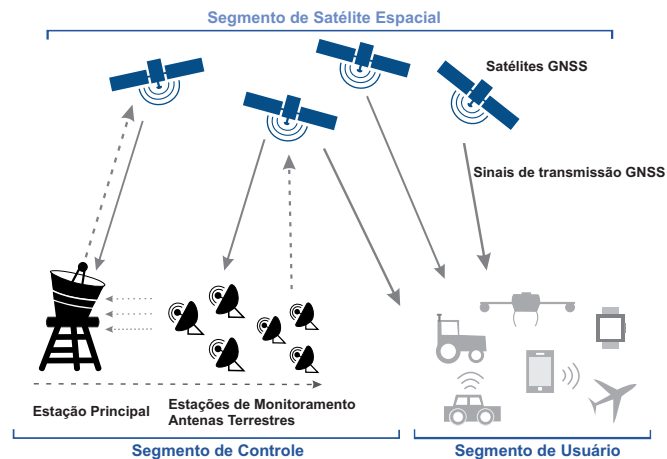 Segmento de Satélite Espacial
Satélites GNSS
Sinais de transmissão GNSS
Estação Principal
Estações de Monitoramento
Antenas Terrestres
Segmento de Controle
Segmento de Usuário